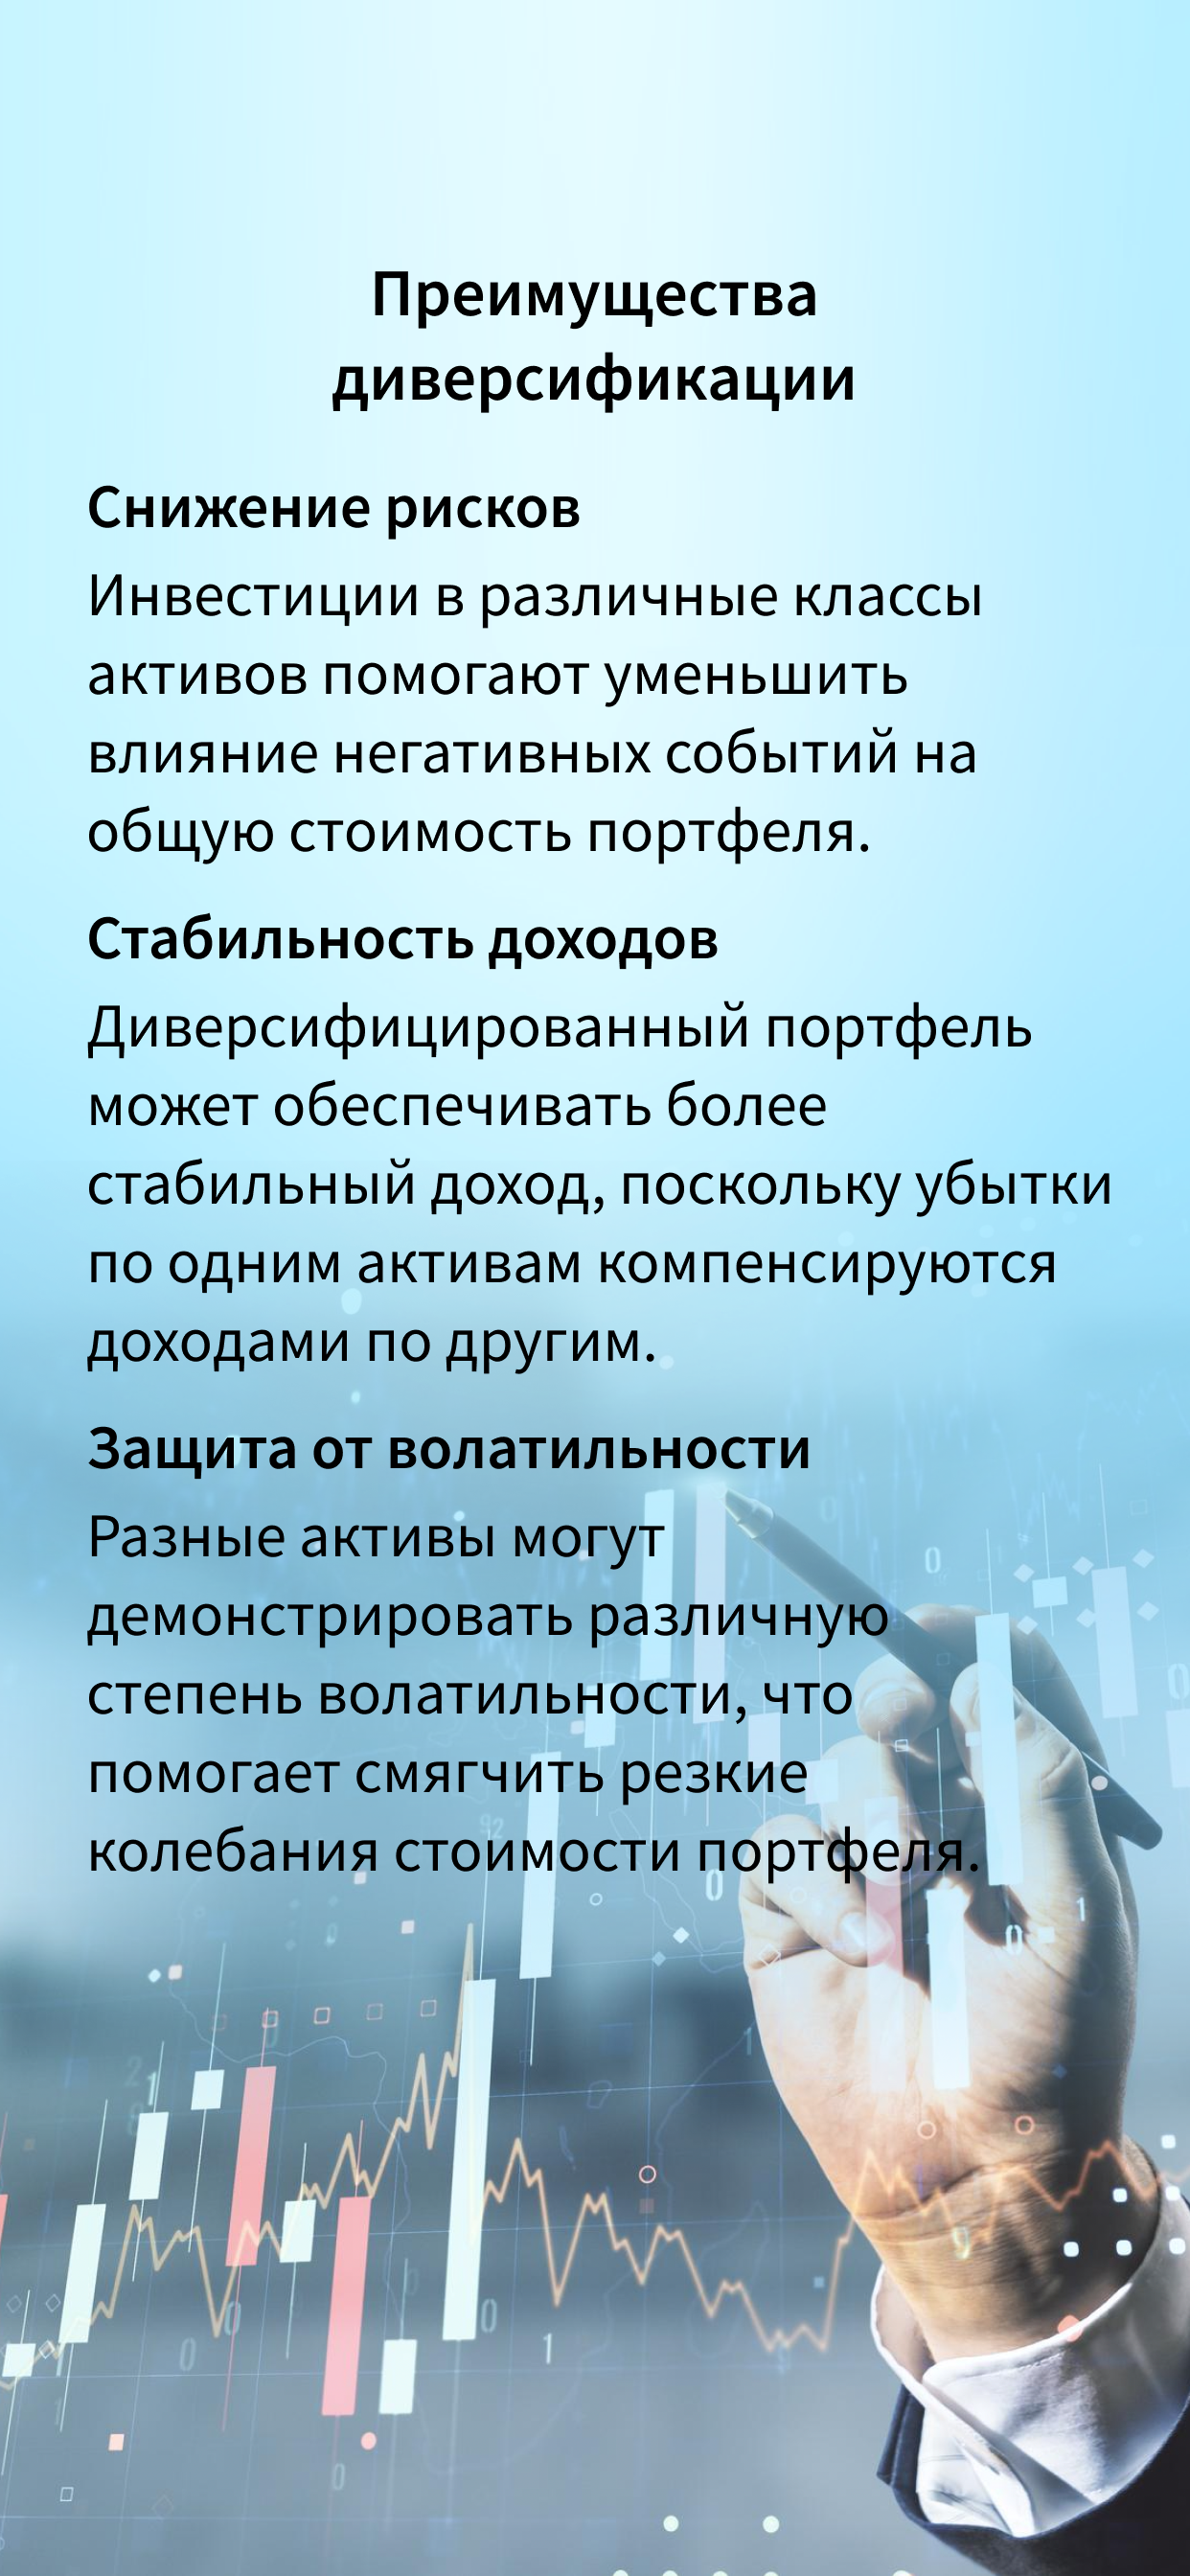 Преимущества
диверсификации
Снижение рисков
Инвестиции в различные классы
активов помогают уменьшить
влияние негативных событий на
общую стоимость портфеля.
Стабильность доходов
Диверсифицированный портфель
может обеспечивать более
стабильный доход, поскольку убытки
по одним активам компенсируются
доходами по другим.
Защита от волатильности
Разные активы могут
демонстрировать различную
степень волатильности, что
помогает смягчить резкие
колебания стоимости портфеля.